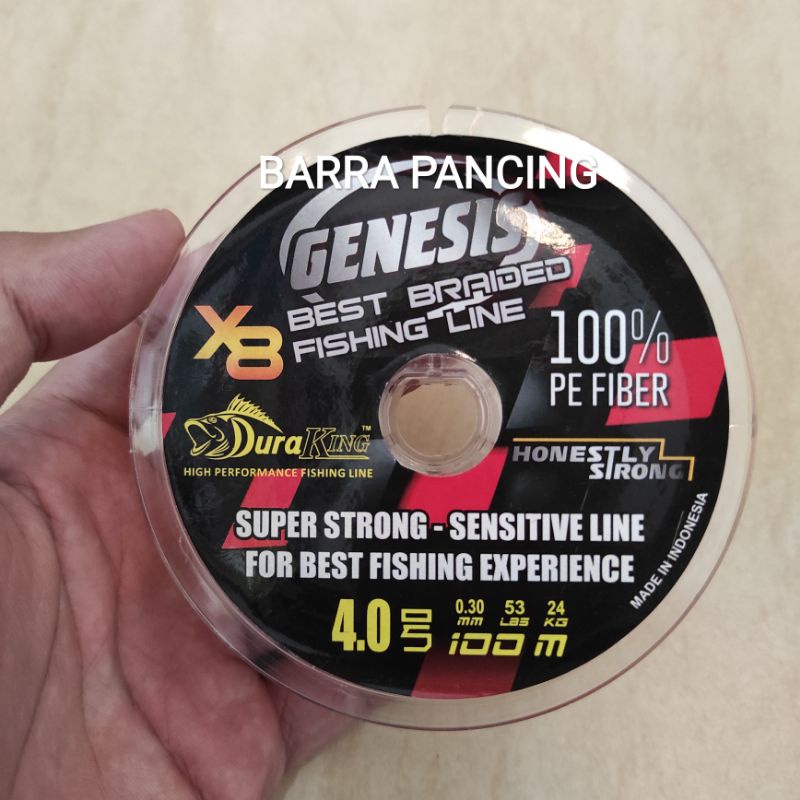 BARRA PANCING
GENESIS
BEST BRAIDED
FISHING LINE
X8
100%
PE FIBER
DURAKING™
HIGH PERFORMANCE FISHING LINE
HONESTLY
STRONG
SUPER STRONG - SENSITIVE LINE
FOR BEST FISHING EXPERIENCE
MADE IN INDONESIA
4.0
0.30 MM 53 LBS 24 KG
100 m